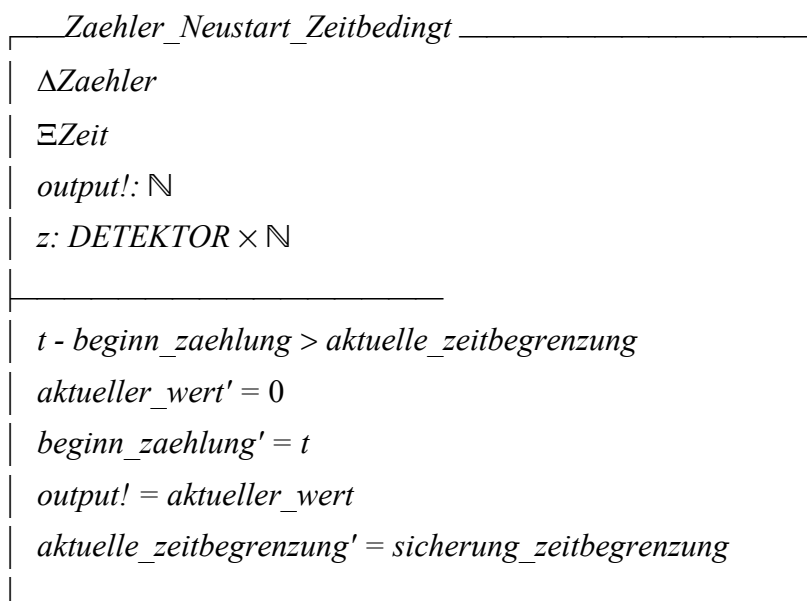 Zaehler_Neustart_Zeitbedingt
ΔZaehler
ΞZeit
output!: ℕ
z: DETEKTOR × ℕ
t - beginn_zaehlung > aktuelle_zeitbegrenzung
aktueller_wert' = 0
beginn_zaehlung' = t
output! = aktueller_wert
aktuelle_zeitbegrenzung' = sicherung_zeitbegrenzung